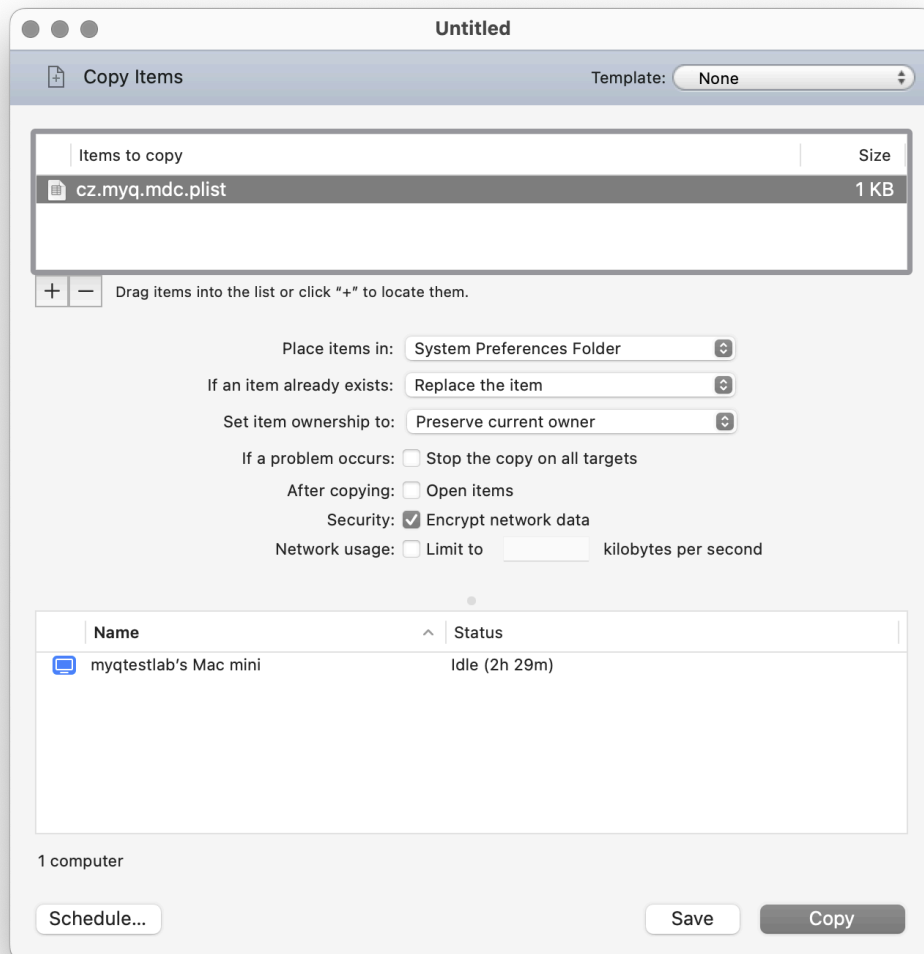 Untitled
Copy Items
Template: None
Items to copy Size
cz.myq.mdc.plist 1 KB
+ − Drag items into the list or click “+” to locate them.
Place items in: System Preferences Folder
If an item already exists: Replace the item
Set item ownership to: Preserve current owner
If a problem occurs: Stop the copy on all targets
After copying: Open items
Security: Encrypt network data
Network usage: Limit to kilobytes per second
Name Status
myqtestlab’s Mac mini Idle (2h 29m)
1 computer
Schedule... Save Copy